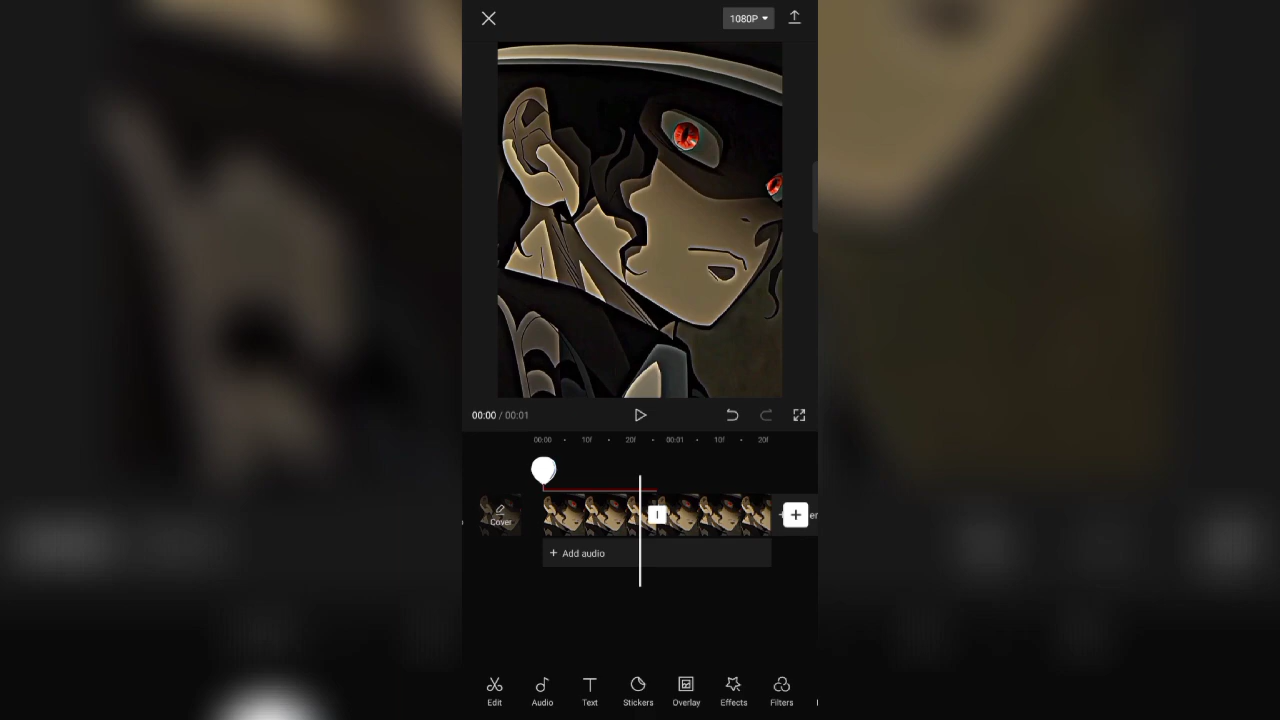 1080P
00:00 / 00:01
00:00 10f 20f 00:01 10f 20f
Cover
er
+ Add audio
Edit Audio Text Stickers Overlay Effects Filters